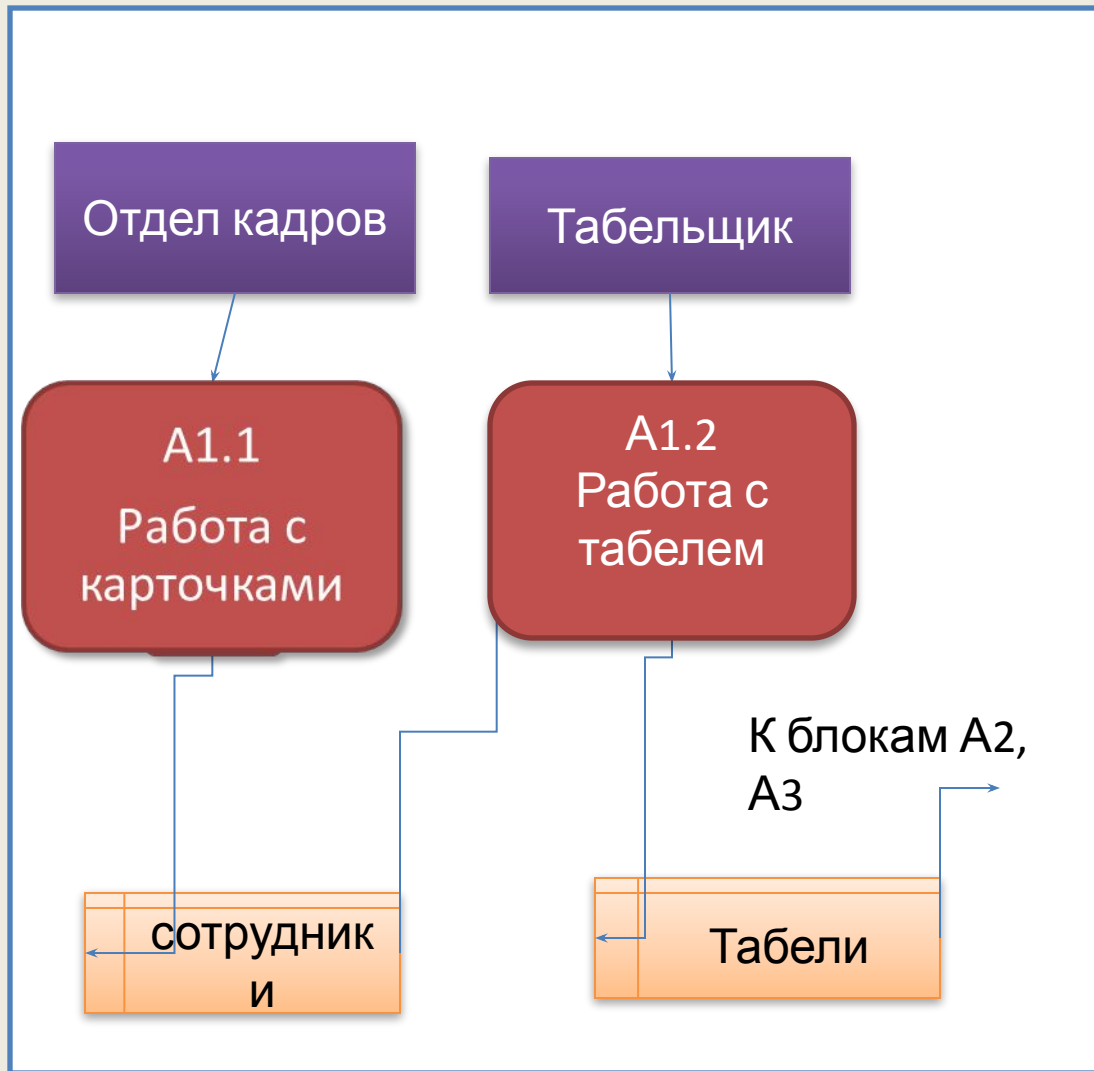 Отдел кадров
Табельщик
А1.1
Работа с
карточками
А1.2
Работа с
табелем
К блокам А2,
А3
сотрудник
и
Табели